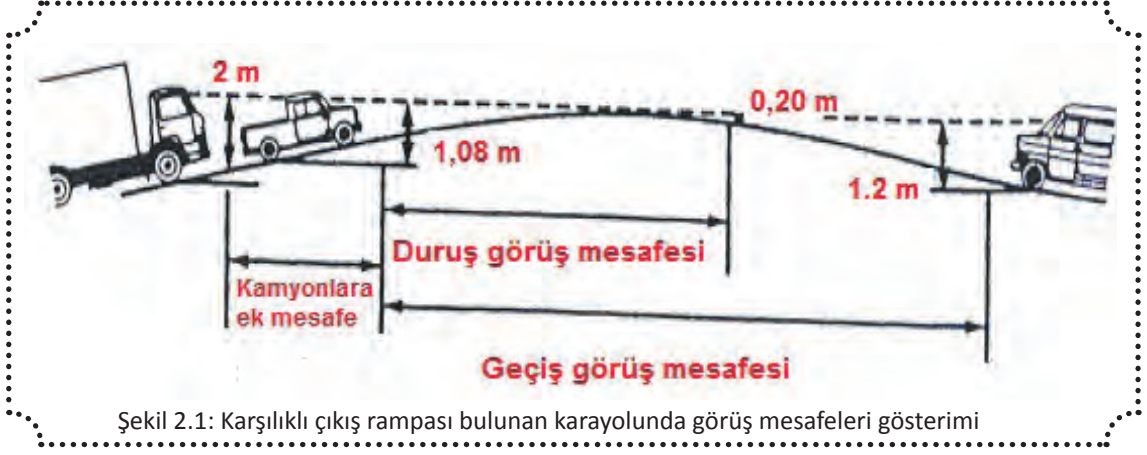 2 m
0,20 m
1,08 m
1.2 m
Duruş görüş mesafesi
Kamyonlara
ek mesafe
Geçiş görüş mesafesi
Şekil 2.1: Karşılıklı çıkış rampası bulunan karayolunda görüş mesafeleri gösterimi